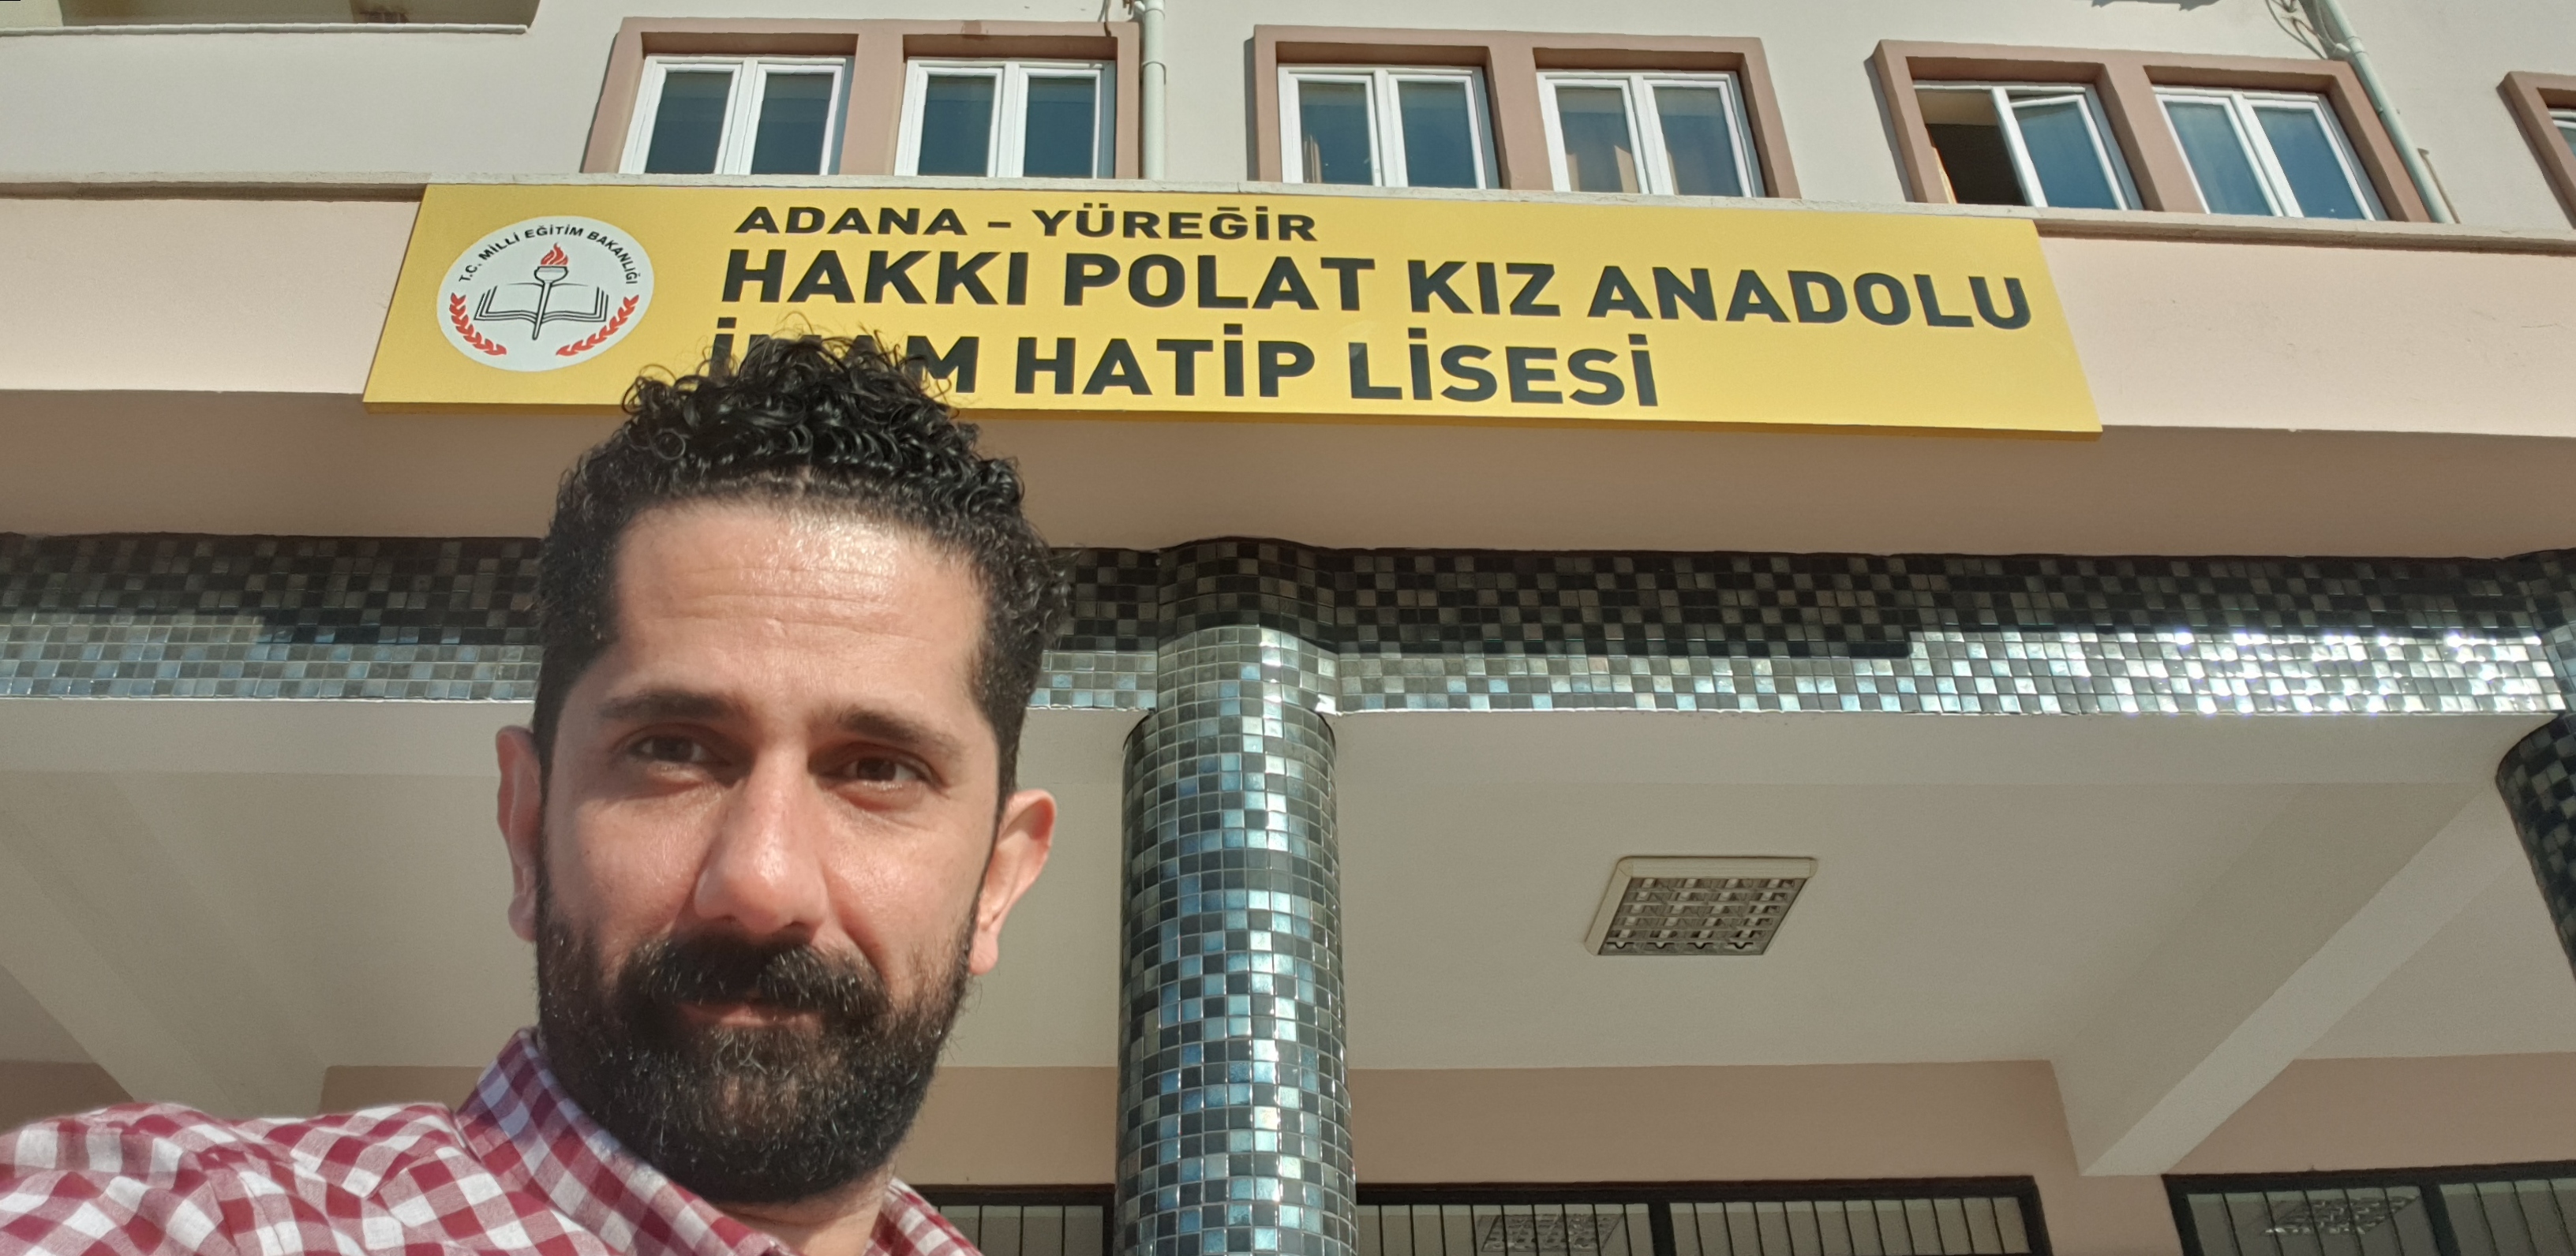 T.C. MİLLİ EĞİTİM BAKANLIĞI
ADANA - YÜREĞİR
HAKKI POLAT KIZ ANADOLU
HATİP LİSESİ